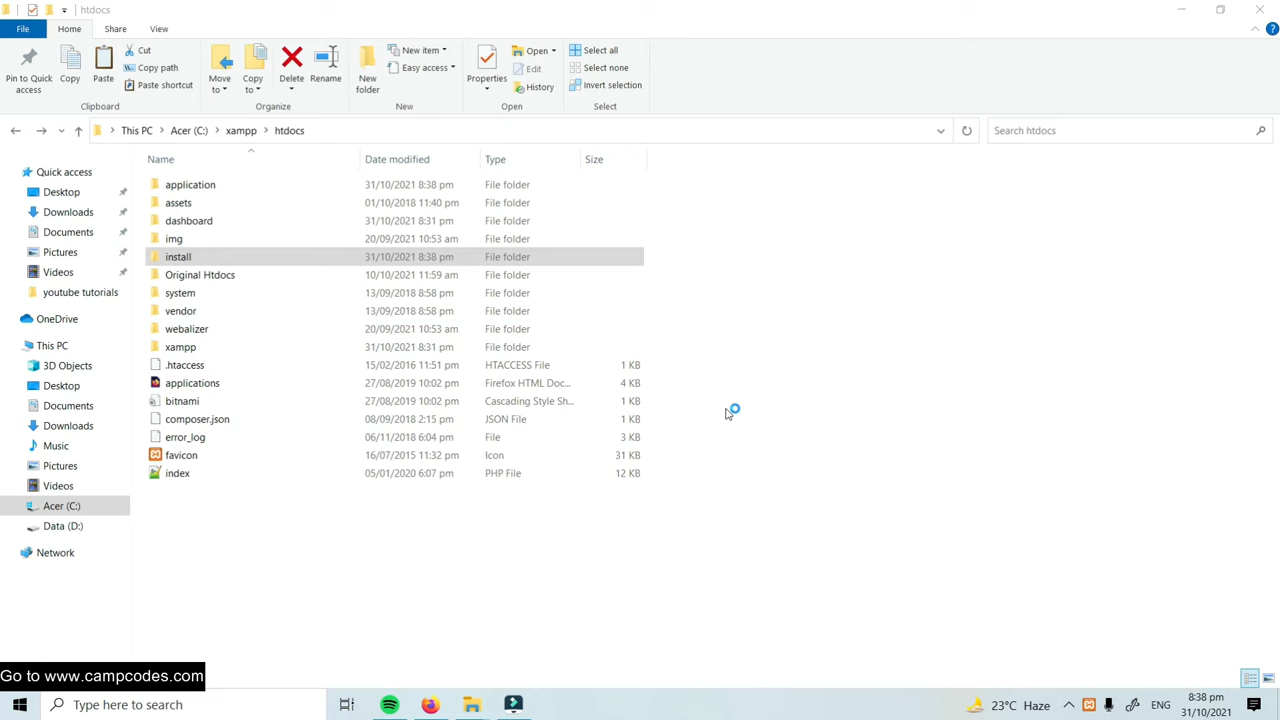 htdocs
File Home Share View
Pin to Quick access
Copy
Paste
Cut
Copy path
Paste shortcut
Clipboard
Move to
Copy to
Delete
Rename
Organize
New folder
New item
Easy access
New
Properties
Open
Edit
History
Open
Select all
Select none
Invert selection
Select
This PC > Acer (C:) > xampp > htdocs
Search htdocs
Quick access
Desktop
Downloads
Documents
Pictures
Videos
youtube tutorials
OneDrive
This PC
3D Objects
Desktop
Documents
Downloads
Music
Pictures
Videos
Acer (C:)
Data (D:)
Network
Name Date modified Type Size
application 31/10/2021 8:38 pm File folder
assets 01/10/2018 11:40 pm File folder
dashboard 31/10/2021 8:31 pm File folder
img 20/09/2021 10:53 am File folder
install 31/10/2021 8:38 pm File folder
Original Htdocs 10/10/2021 11:59 am File folder
system 13/09/2018 8:58 pm File folder
vendor 13/09/2018 8:58 pm File folder
webalizer 20/09/2021 10:53 am File folder
xampp 31/10/2021 8:31 pm File folder
.htaccess 15/02/2016 11:51 pm HTACCESS File 1 KB
applications 27/08/2019 10:02 pm Firefox HTML Doc... 4 KB
bitnami 27/08/2019 10:02 pm Cascading Style Sh... 1 KB
composer.json 08/09/2018 2:15 pm JSON File 1 KB
error_log 06/11/2018 6:04 pm File 3 KB
favicon 16/07/2015 11:32 pm Icon 31 KB
index 05/01/2020 6:07 pm PHP File 12 KB
Go to www.campcodes.com
Type here to search
23°C Haze
ENG
8:38 pm
31/10/2021